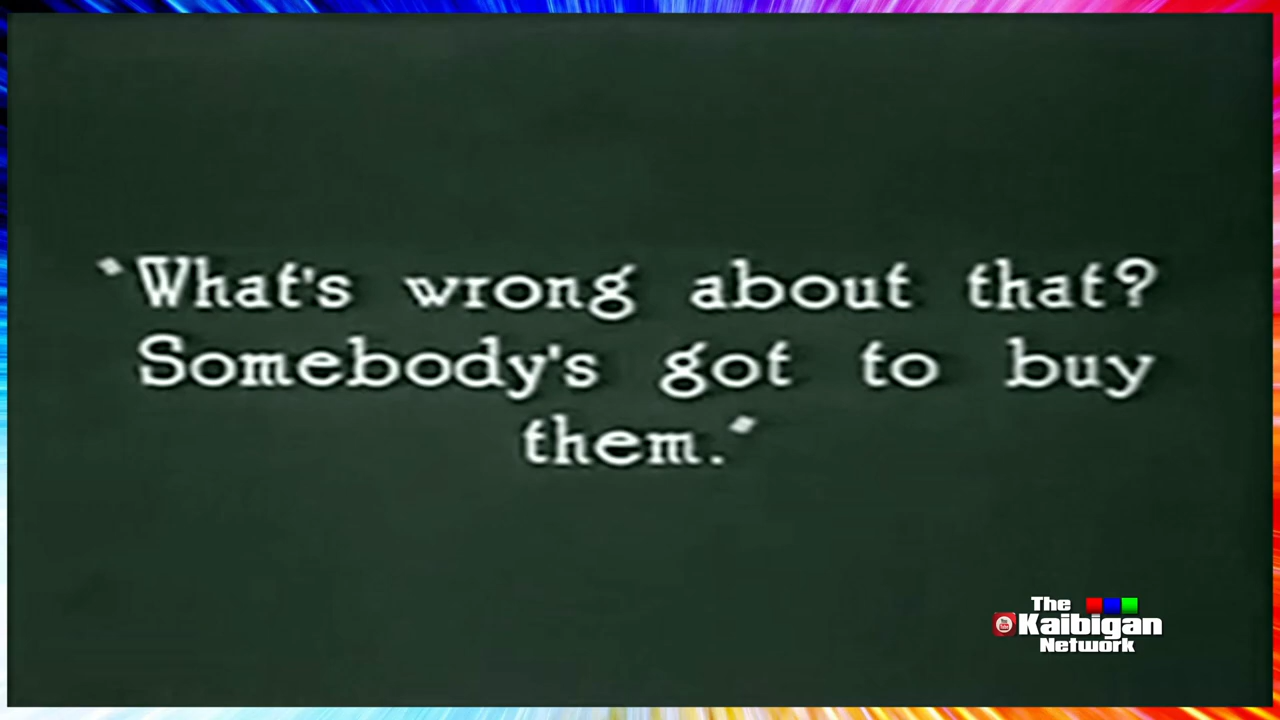 "What's wrong about that?
Somebody's got to buy
them."
The
Kaibigan
Network